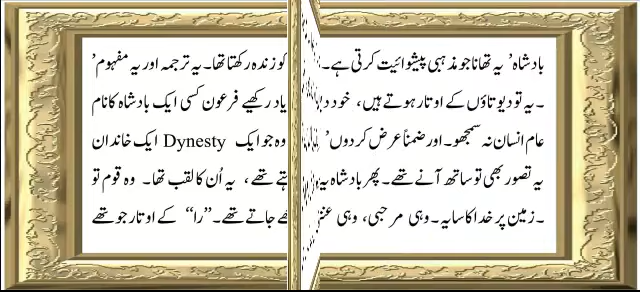 بادشاہ’ یہ تھانا جو مذہبی پیشوائیت کرتی ہے۔
۔ یہ تو دیوتاؤں کے اوتار ہوتے ہیں، خود
عام انسان نہ سمجھو۔ اور ضمناً عرض کردوں’
یہ تصور بھی تو ساتھ آنے تھے۔ پھر بادشاہ یہ
۔ زمین پر خدا کا سایہ۔ وہی مر جی، وہی
کو زندہ رکھتا تھا۔ یہ ترجمہ اور یہ مفہوم’
یاد رکھیے فرعون کسی ایک بادشاہ کا نام
وہ جو ایک Dynesty ایک خاندان
تھے، یہ اُن کا لقب تھا۔ وہ قوم تو
جاتے تھے۔ ”را“ کے اوتار جو تھے